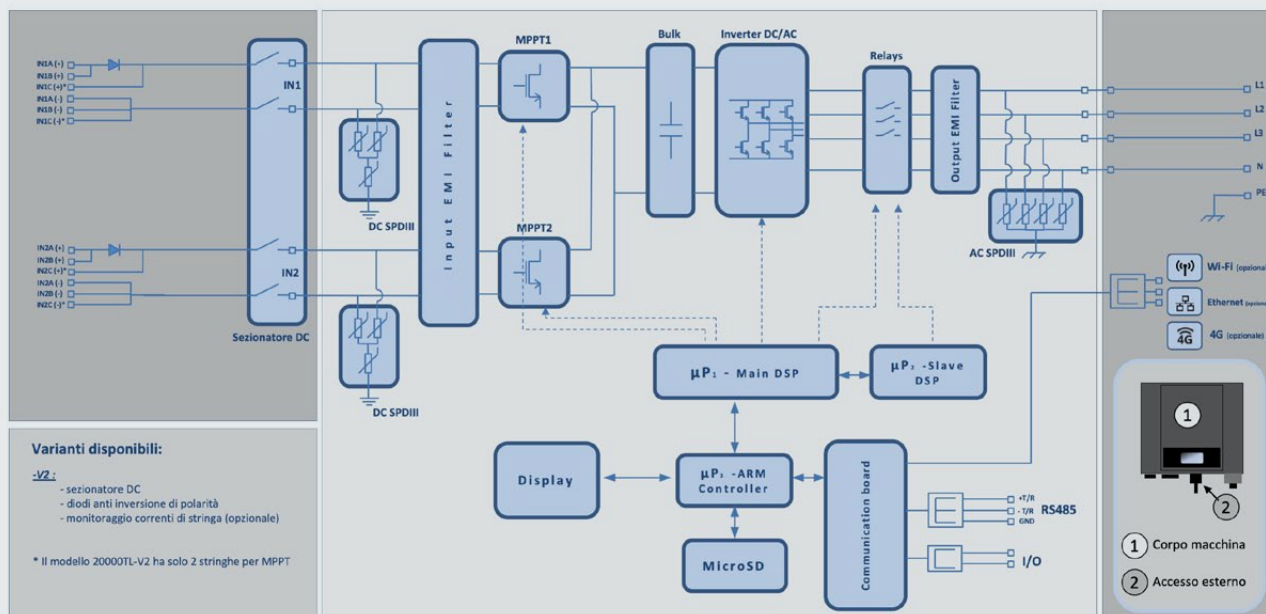 MPPT1
Bulk
Inverter DC/AC
Relays
IN1A (+)
IN1B (+)
IN1C (+)*
IN1A (-)
IN1B (-)
IN1C (-)*
IN1
DC SPDIII
Input EMI Filter
Output EMI Filter
L1
L2
L3
N
PE
AC SPDIII
MPPT2
IN2A (+)
IN2B (+)
IN2C (+)*
IN2A (-)
IN2B (-)
IN2C (-)*
IN2
Sezionatore DC
DC SPDIII
Wi-Fi (opzionale)
Ethernet
4G
4G (opzionale)
µP₁ - Main DSP
-Slave
DSP
Display
-ARM
Controller
MicroSD
Communication board
+T/R
- T/R
GND
RS485
I/O
1
2
1 Corpo macchina
2 Accesso esterno
Varianti disponibili:
-V2 :
- sezionatore DC
- diodi anti inversione di polarità
- monitoraggio correnti di stringa (opzionale)
* Il modello 20000TL-V2 ha solo 2 stringhe per MPPT